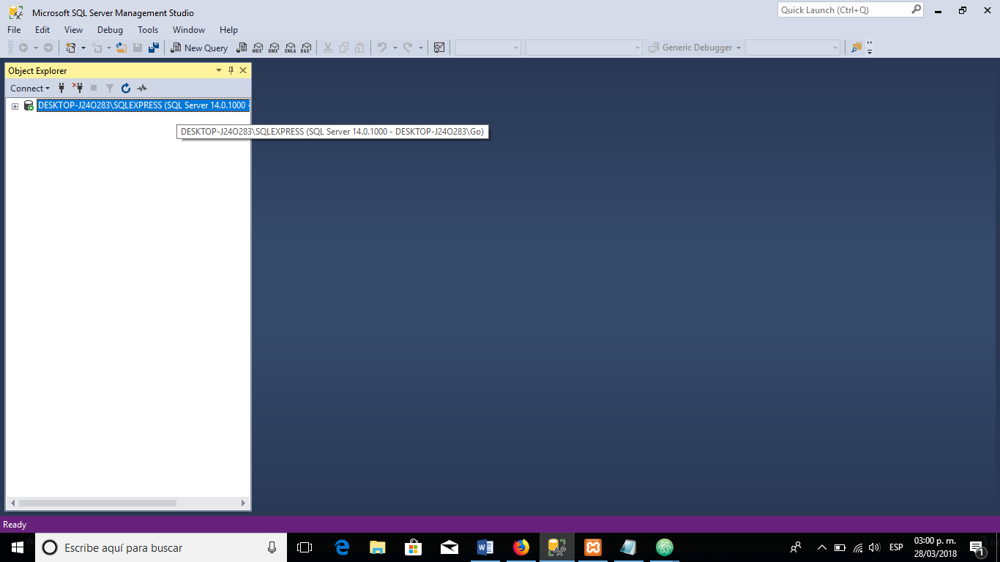 Microsoft SQL Server Management Studio
Quick Launch (Ctrl+Q)
File Edit View Debug Tools Window Help
New Query MDX DMX XMLA DAX Generic Debugger
Object Explorer
Connect
DESKTOP-J24O283\SQLEXPRESS (SQL Server 14.0.1000 -
DESKTOP-J24O283\SQLEXPRESS (SQL Server 14.0.1000 - DESKTOP-J24O283\Go)
Ready
Escribe aquí para buscar
ESP
03:00 p. m.
28/03/2018
1